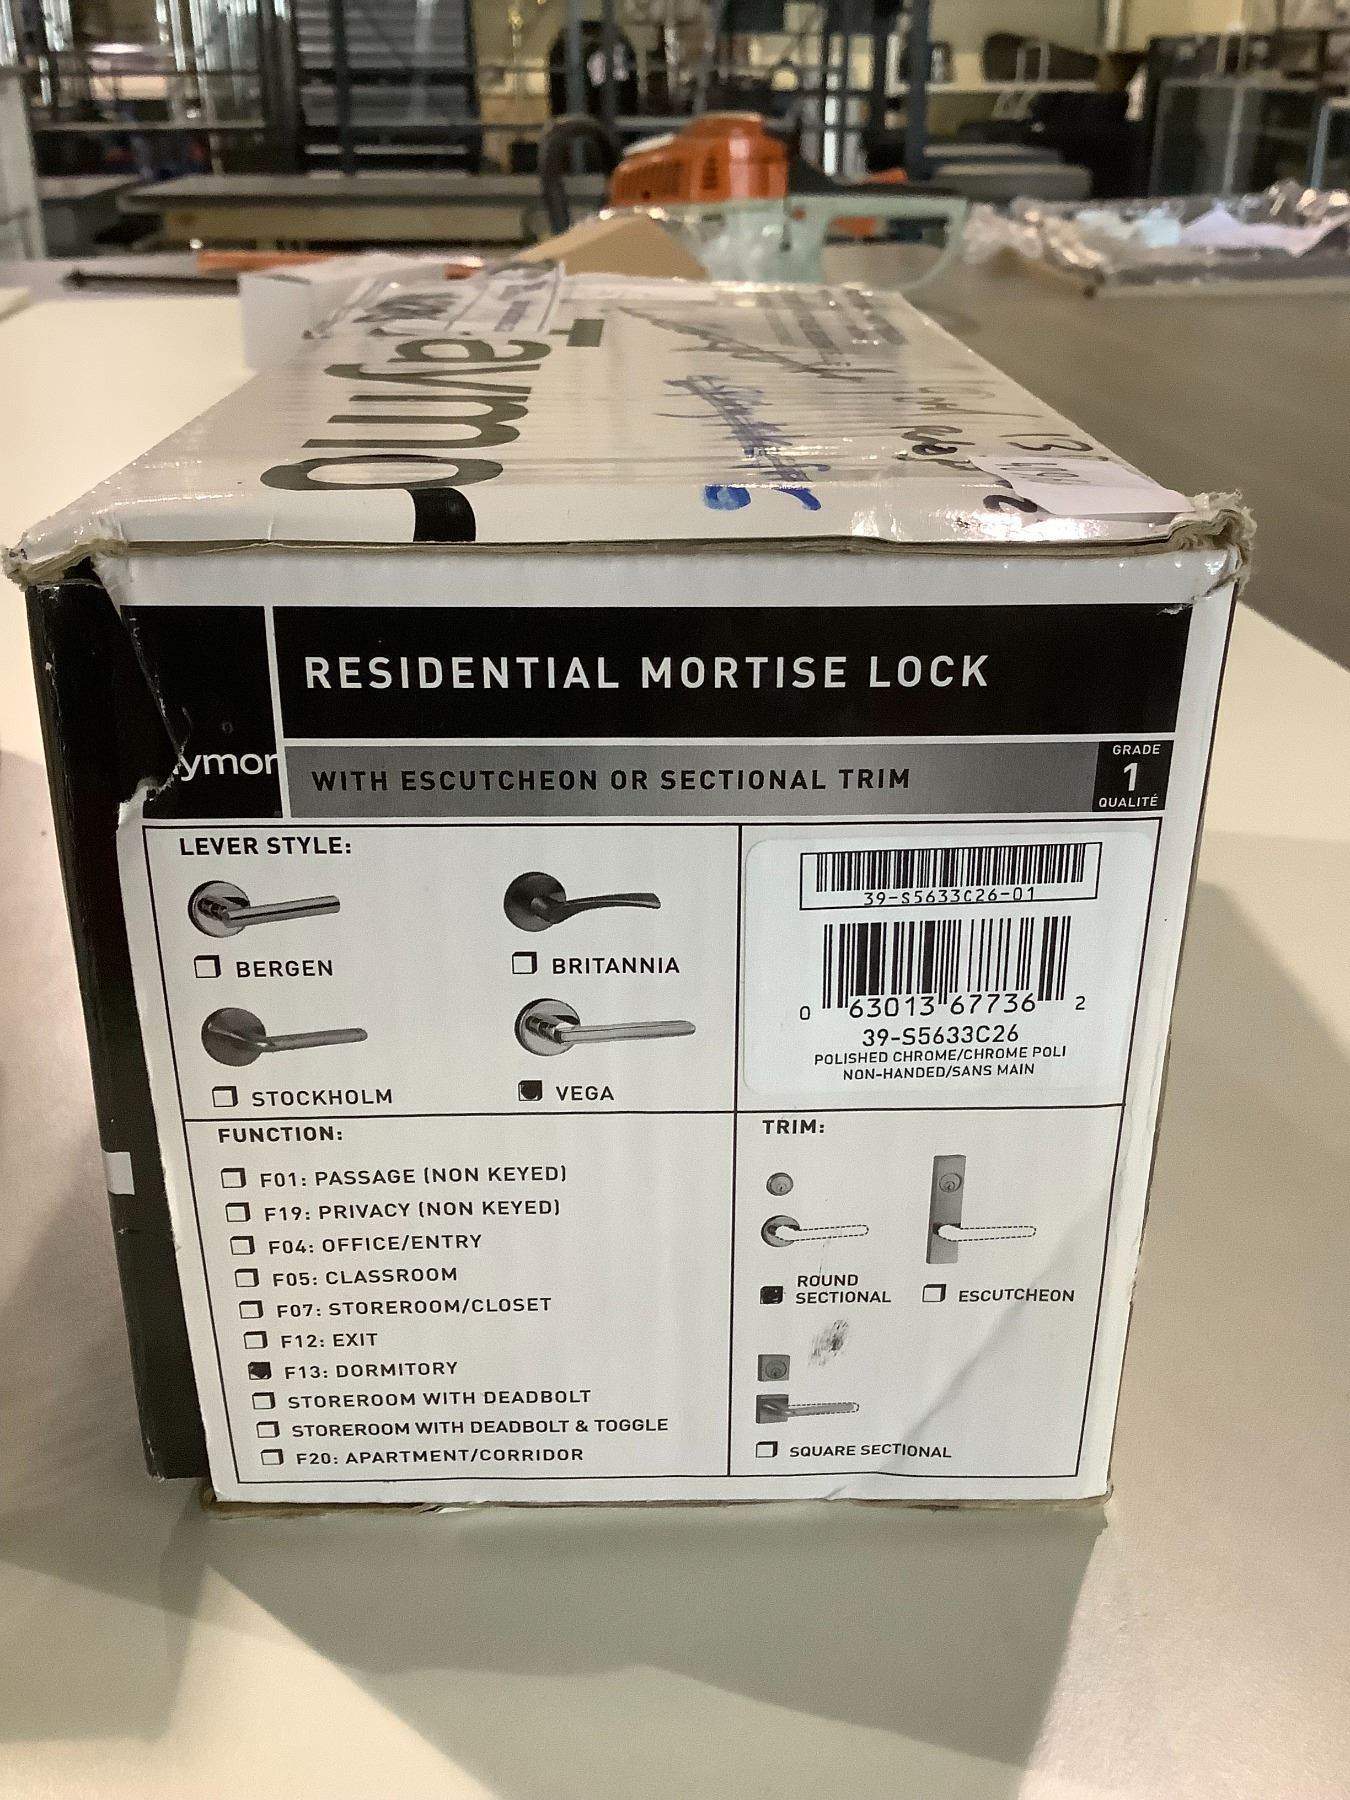 Taymor
RESIDENTIAL MORTISE LOCK
ymor
WITH ESCUTCHEON OR SECTIONAL TRIM
GRADE
1
QUALITÉ
LEVER STYLE:
BERGEN
BRITANNIA
STOCKHOLM
VEGA
39-S5633C26-01
0 63013 67736 2
39-S5633C26
POLISHED CHROME/CHROME POLI
NON-HANDED/SANS MAIN
FUNCTION:
F01: PASSAGE (NON KEYED)
F19: PRIVACY (NON KEYED)
F04: OFFICE/ENTRY
F05: CLASSROOM
F07: STOREROOM/CLOSET
F12: EXIT
F13: DORMITORY
STOREROOM WITH DEADBOLT
STOREROOM WITH DEADBOLT & TOGGLE
F20: APARTMENT/CORRIDOR
TRIM:
ROUND
SECTIONAL
ESCUTCHEON
SQUARE SECTIONAL